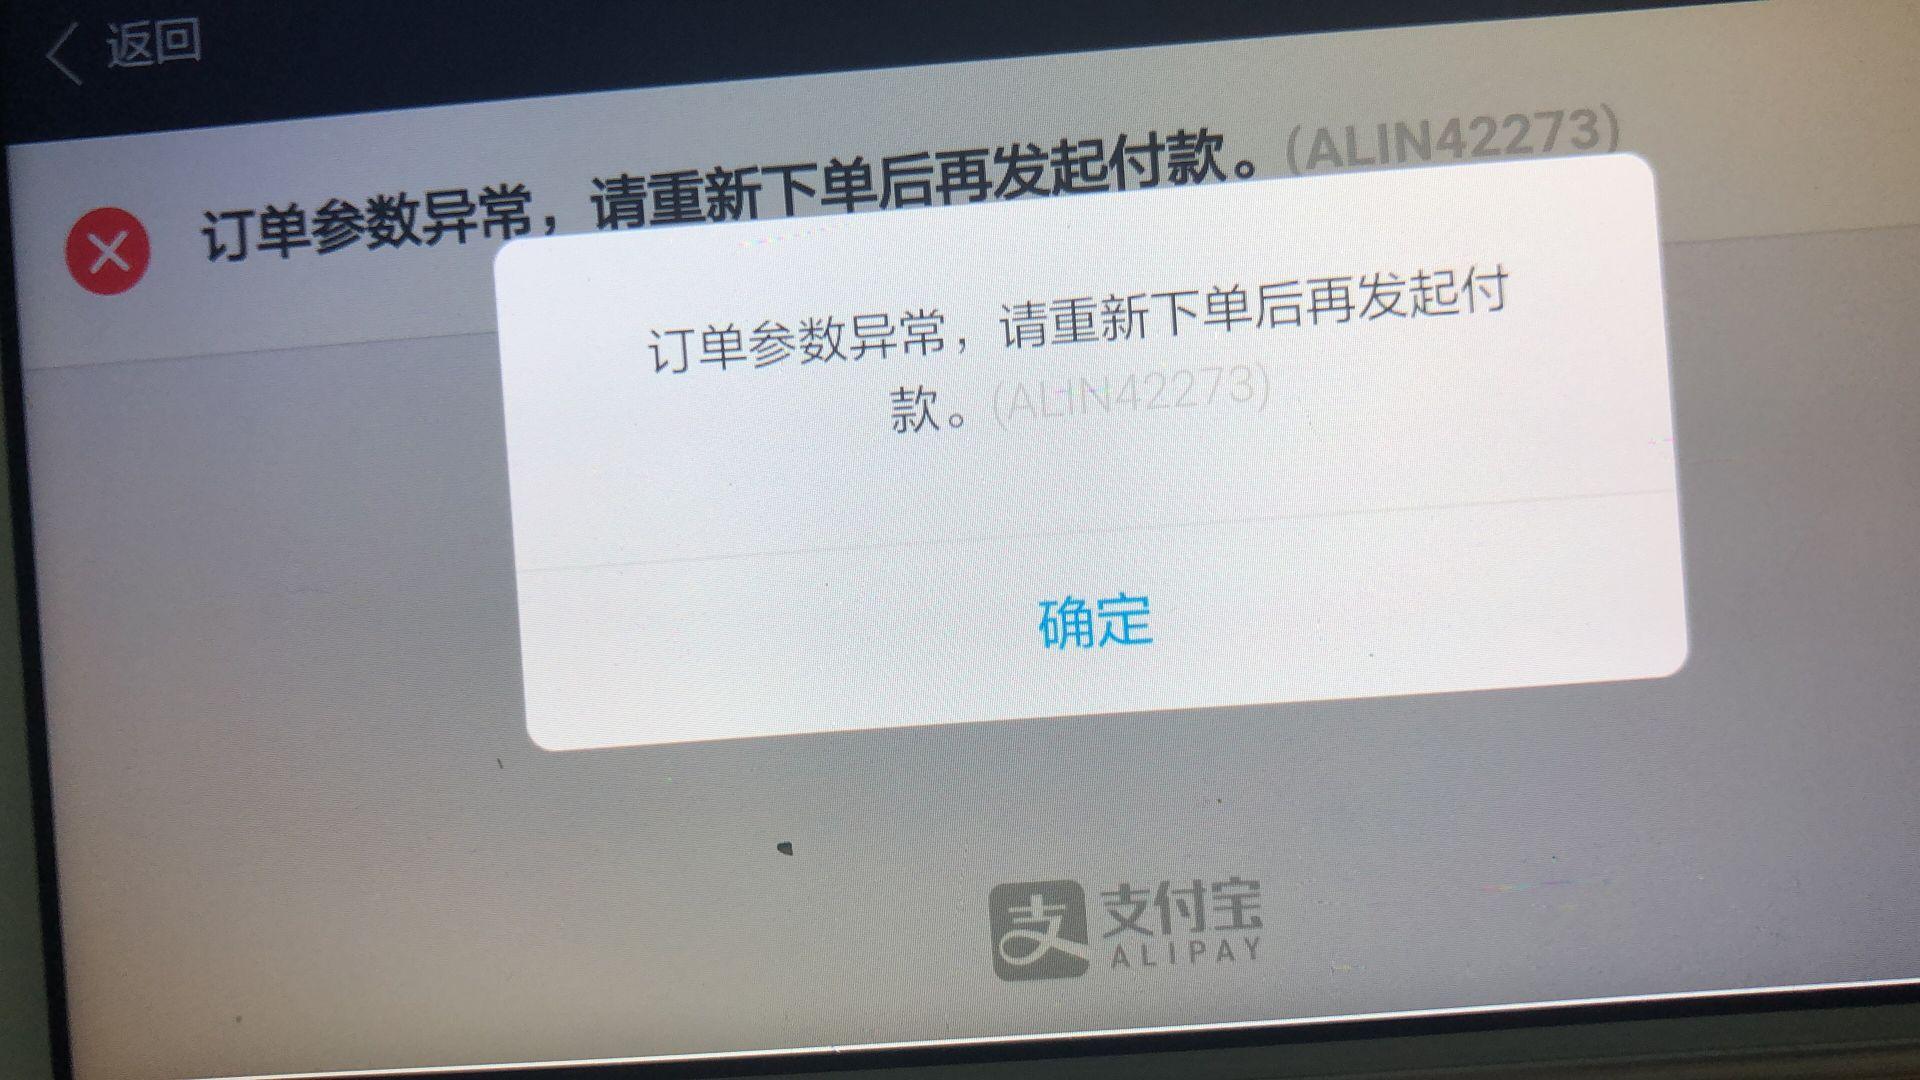 返回
订单参数异常，请重新下单后再发起付款。(ALIN42273)
订单参数异常，请重新下单后再发起付
款。(ALIN42273)
确定
支 支付宝
ALIPAY